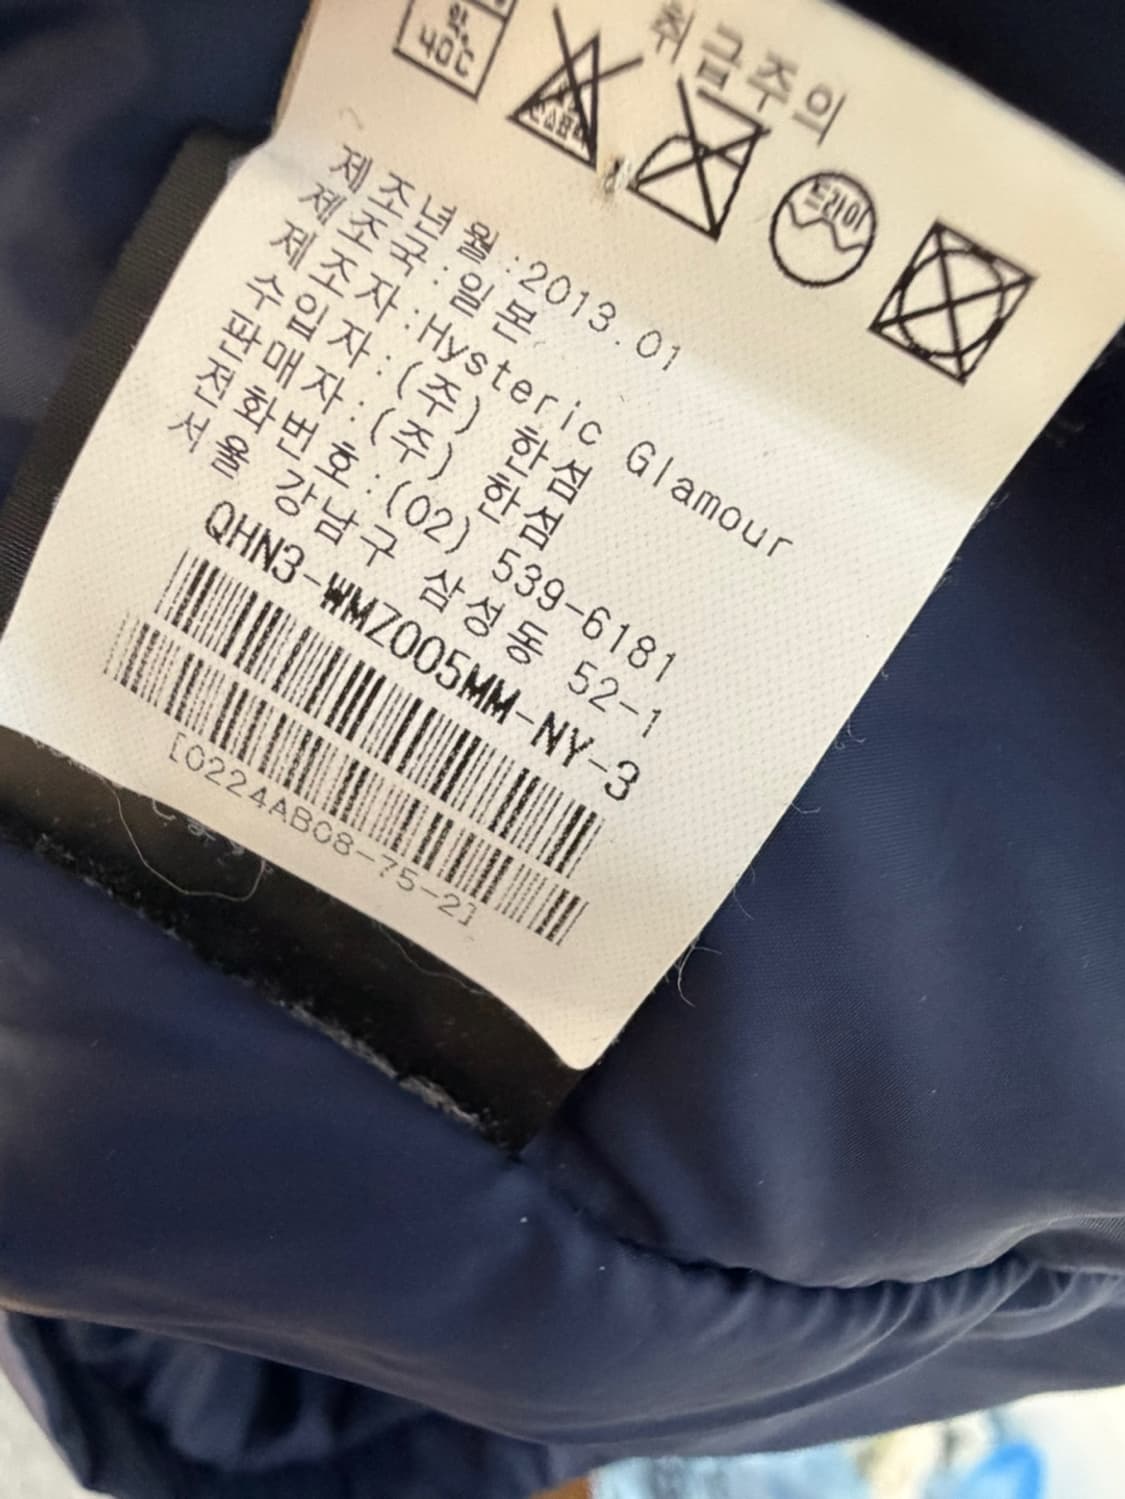 취급주의
약
40℃
드라이
제조년월:2013.01
제조국:일본
제조자:Hysteric Glamour
수입자:(주) 한섬
판매자:(주) 한섬
전화번호:(02) 539-6181
서울 강남구 삼성동 52-1
QHN3-WMZ005MM-NY-3
[0224AB08-75-2]